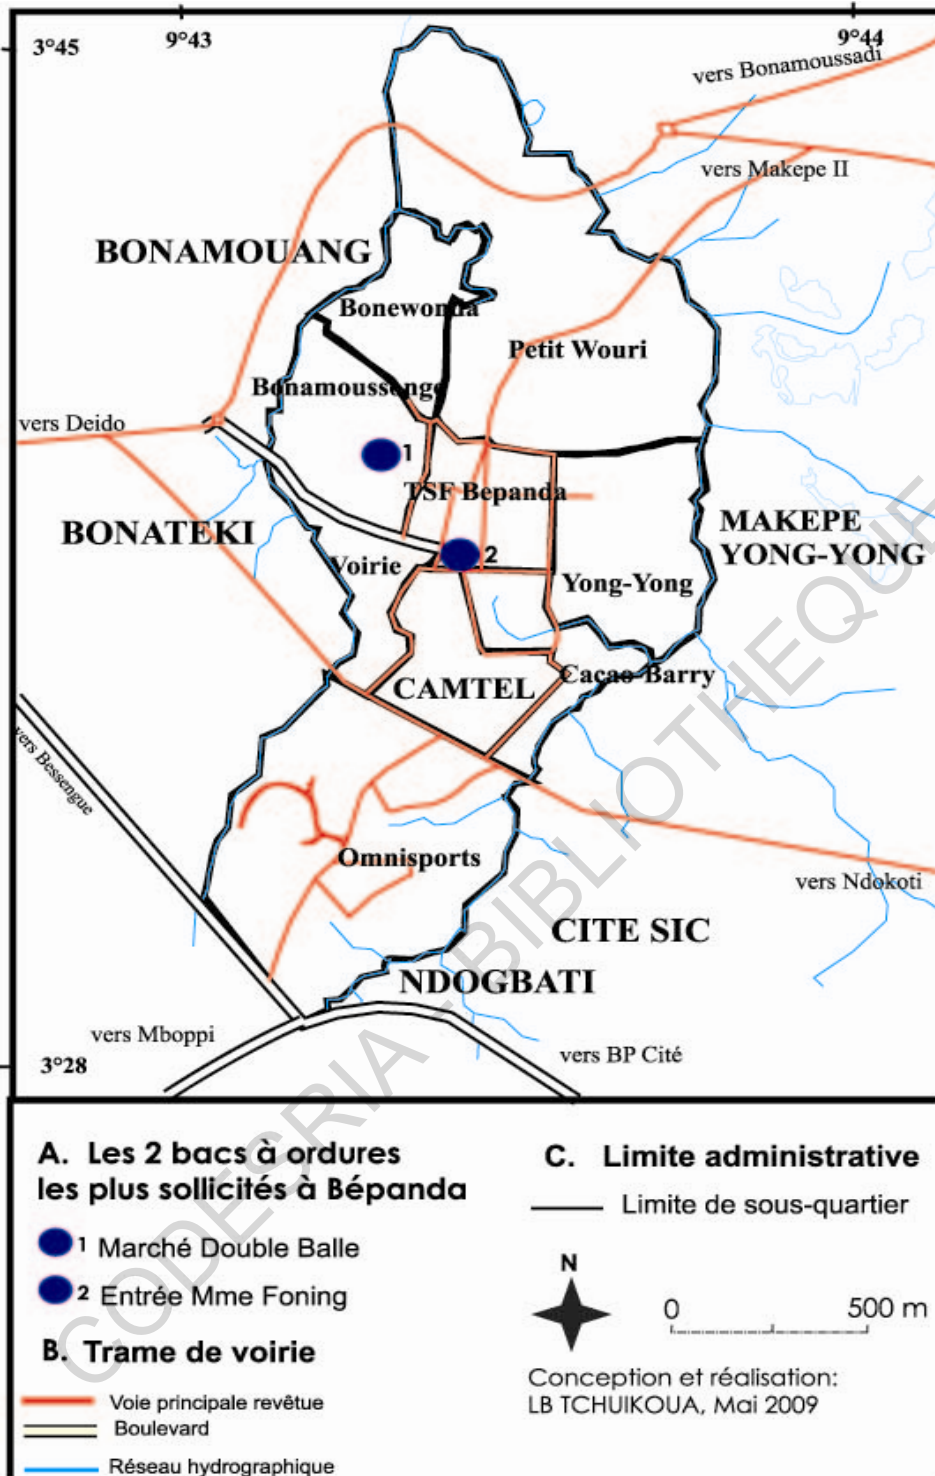 3°45
9°43
9°44
vers Bonamoussadi
vers Makepe II
BONAMOUANG
Bonewonda
Petit Wouri
Bonamoussongo
vers Deido
1
TSF Bepanda
BONATEKI
MAKEPE
YONG-YONG
2
Voirie
Yong-Yong
Cacao-Barry
CAMTEL
vers Bessengue
Omnisports
vers Ndokoti
CITE SIC
NDOGBATI
vers Mboppi
vers BP Cité
3°28
A. Les 2 bacs à ordures
les plus sollicités à Bépanda
1 Marché Double Balle
2 Entrée Mme Foning
B. Trame de voirie
Voie principale revêtue
Boulevard
Réseau hydrographique
C. Limite administrative
Limite de sous-quartier
N
0 500 m
Conception et réalisation:
LB TCHUIKOUA, Mai 2009
CODESRIA - BIBLIOTHEQUE